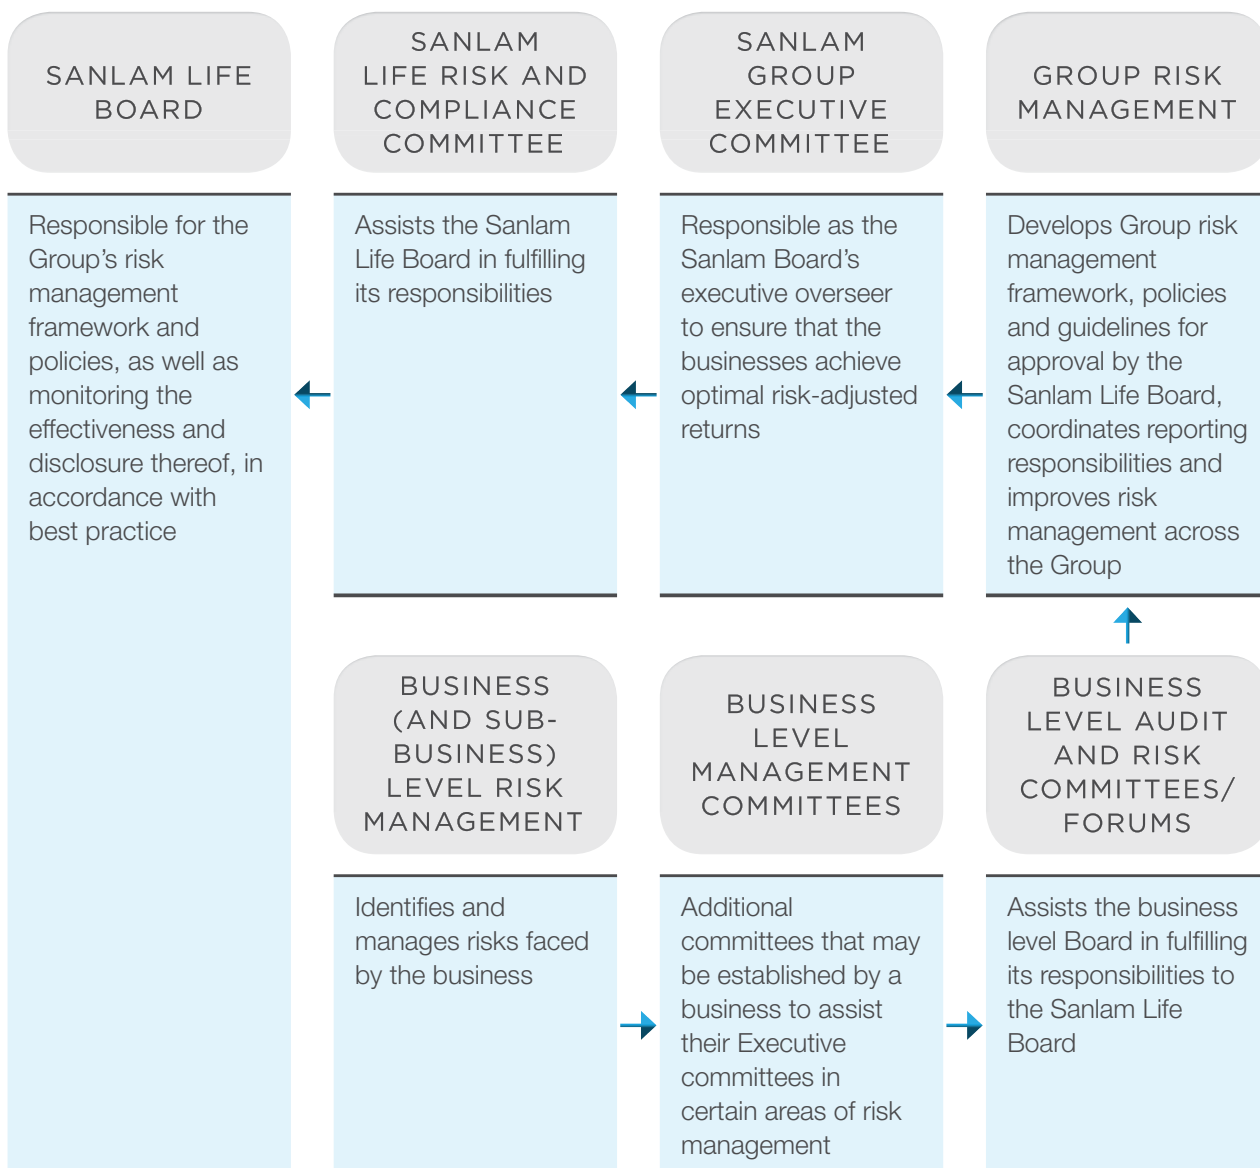 SANLAM LIFE
BOARD
Responsible for the
Group’s risk
management
framework and
policies, as well as
monitoring the
effectiveness and
disclosure thereof, in
accordance with
best practice
SANLAM
LIFE RISK AND
COMPLIANCE
COMMITTEE
Assists the Sanlam
Life Board in fulfilling
its responsibilities
SANLAM
GROUP
EXECUTIVE
COMMITTEE
Responsible as the
Sanlam Board’s
executive overseer
to ensure that the
businesses achieve
optimal risk-adjusted
returns
GROUP RISK
MANAGEMENT
Develops Group risk
management
framework, policies
and guidelines for
approval by the
Sanlam Life Board,
coordinates reporting
responsibilities and
improves risk
management across
the Group
BUSINESS
(AND SUB-
BUSINESS)
LEVEL RISK
MANAGEMENT
Identifies and
manages risks faced
by the business
BUSINESS
LEVEL
MANAGEMENT
COMMITTEES
Additional
committees that may
be established by a
business to assist
their Executive
committees in
certain areas of risk
management
BUSINESS
LEVEL AUDIT
AND RISK
COMMITTEES/
FORUMS
Assists the business
level Board in fulfilling
its responsibilities to
the Sanlam Life
Board